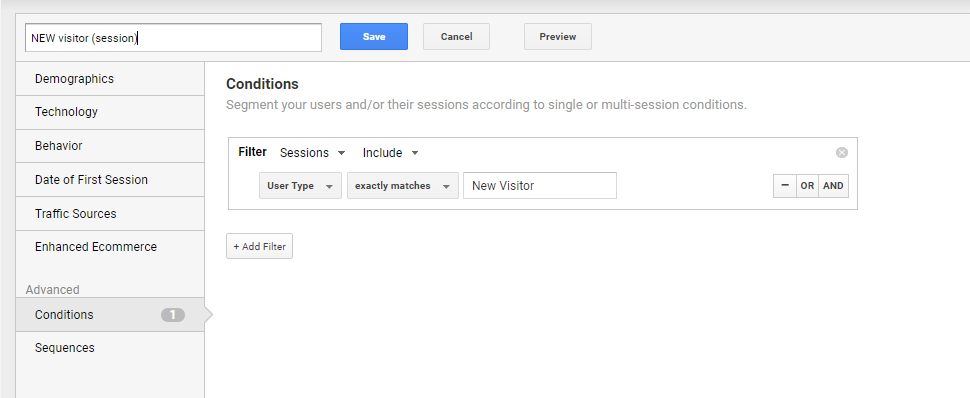 NEW visitor (session)
Save
Cancel
Preview
Demographics
Technology
Behavior
Date of First Session
Traffic Sources
Enhanced Ecommerce
Advanced
Conditions 1
Sequences
Conditions
Segment your users and/or their sessions according to single or multi-session conditions.
Filter Sessions Include
User Type exactly matches New Visitor − OR AND
+ Add Filter